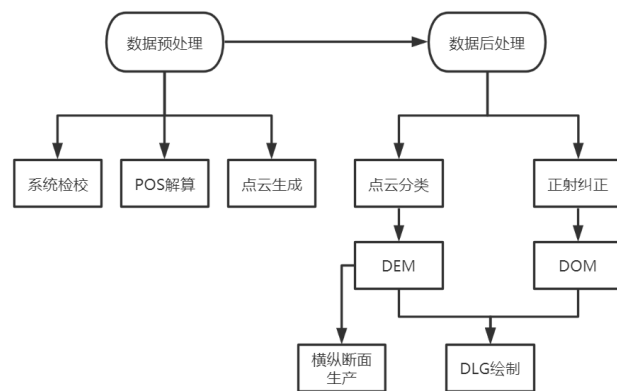 数据预处理
数据后处理
系统检校
POS解算
点云生成
点云分类
正射纠正
DEM
DOM
横纵断面
生产
DLG绘制